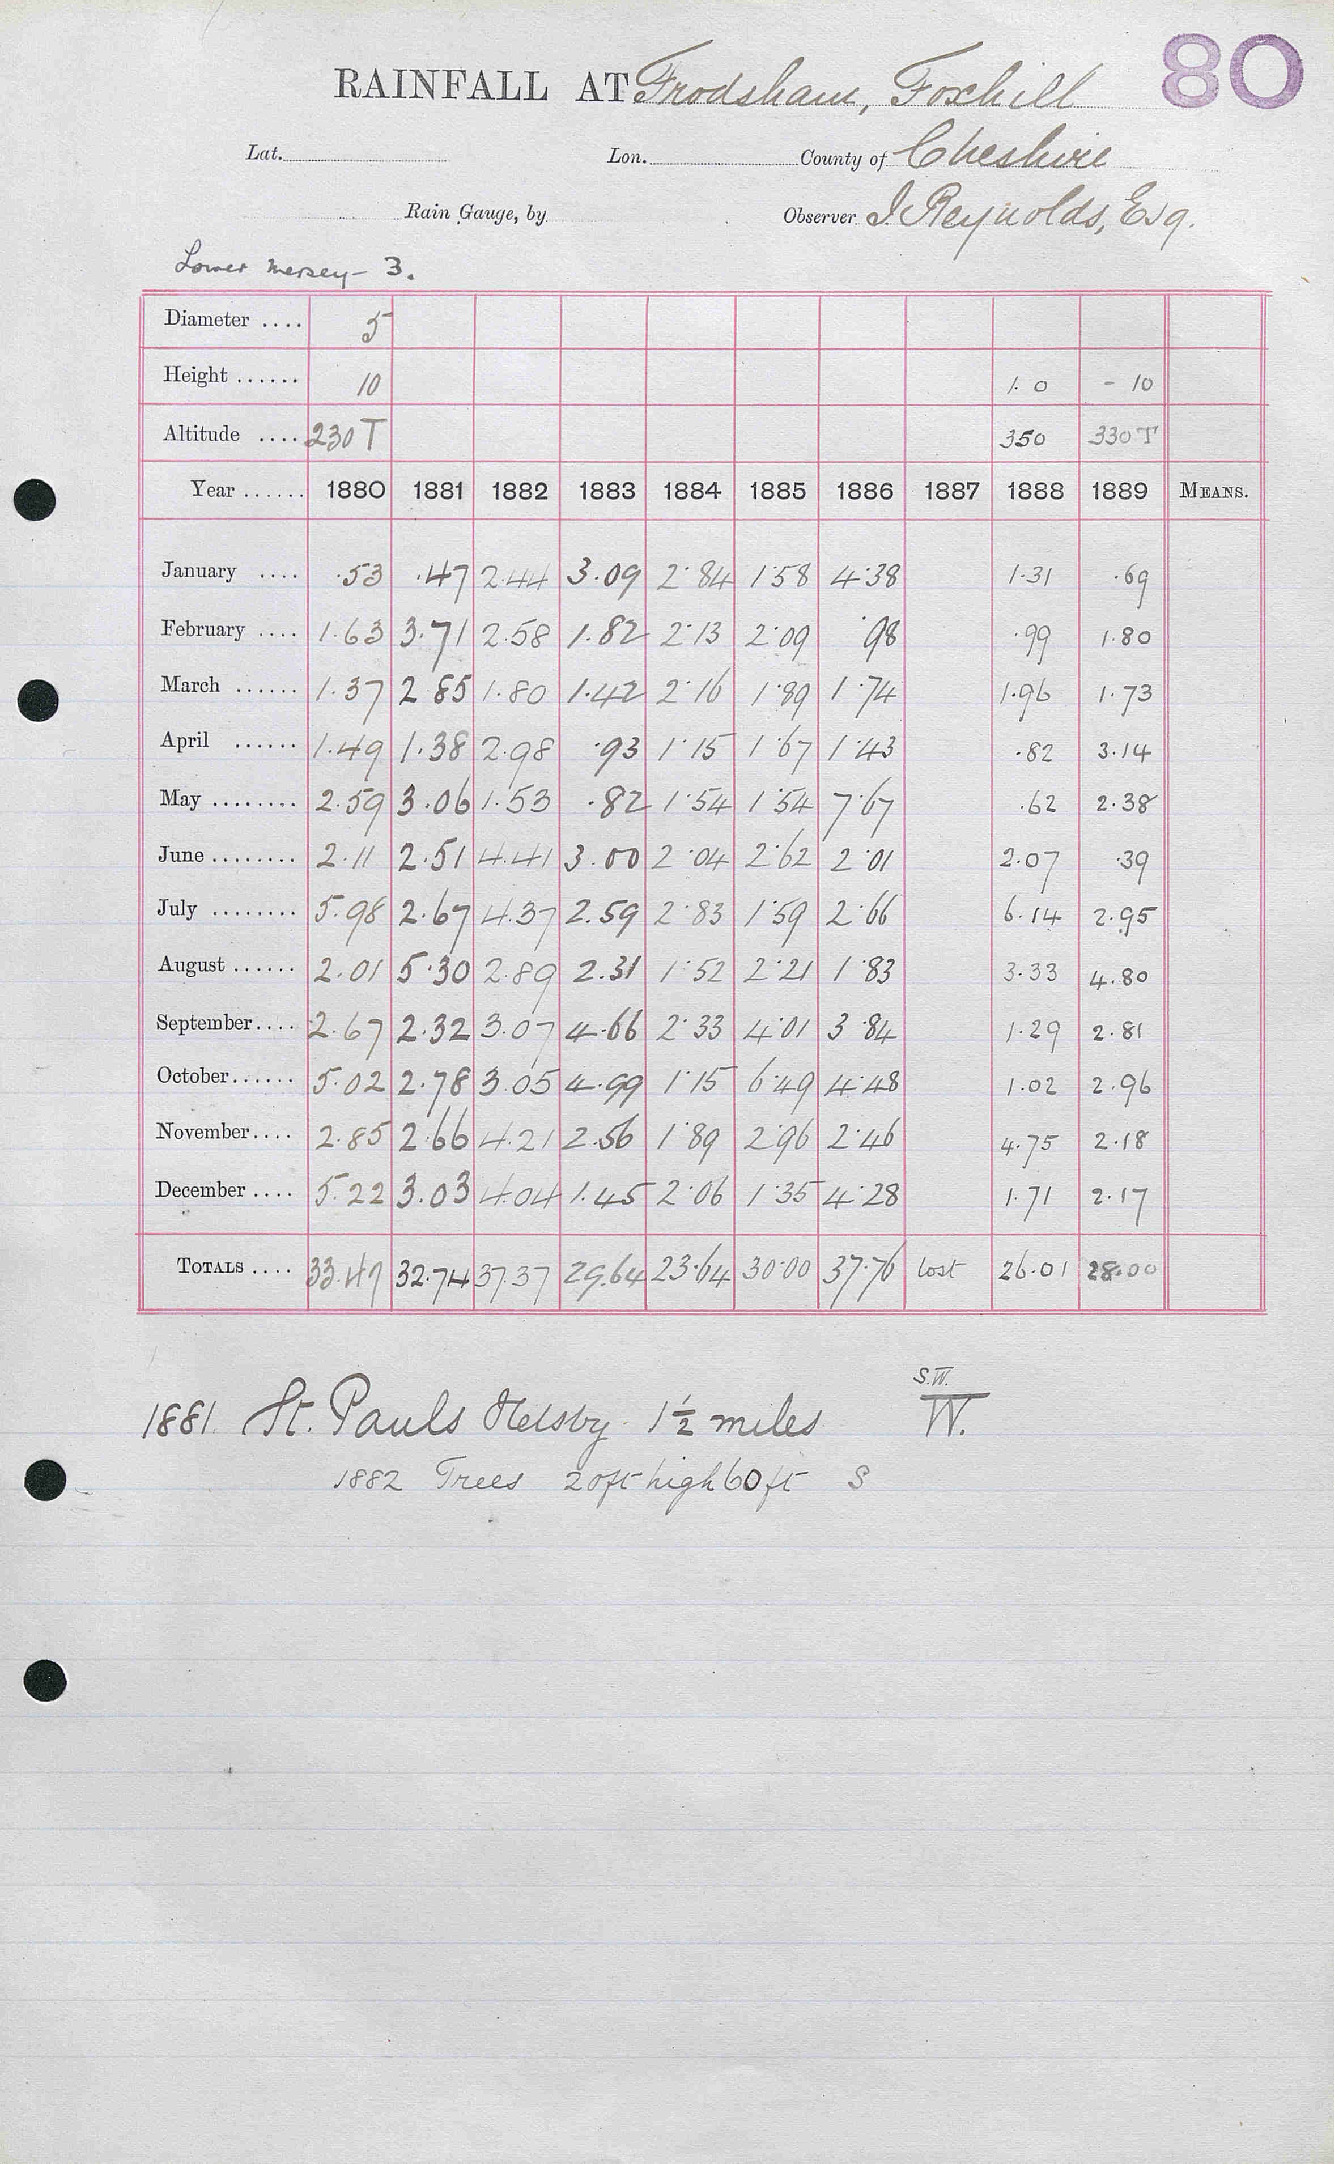 80
RAINFALL AT Frodsham, Foxhill
Lat. Lon. County of Cheshire
Rain Gauge, by Observer I Reynolds, Esq.
Lower Mersey - 3.
Diameter .... 5
Height ...... 10 1.0 - 10
Altitude .... 230T 350 330T
Year ...... 1880 1881 1882 1883 1884 1885 1886 1887 1888 1889 MEANS.
January .... .53 .47 2.44 3.09 2.84 1.58 4.38 1.31 .69
February .... 1.63 3.71 2.58 1.82 2.13 2.09 .98 .99 1.80
March ...... 1.37 2 85 1.80 1.42 2.16 1.89 1.74 1.96 1.73
April ...... 1.49 1.38 2.98 .93 1.15 1.67 1.43 .82 3.14
May ........ 2.59 3.06 1.53 .82 1.54 1.54 7.67 .62 2.38
June ........ 2.11 2.51 4.41 3.00 2.04 2.62 2.01 2.07 .39
July ........ 5.98 2.67 4.37 2.59 2.83 1.59 2.66 6.14 2.95
August ...... 2.01 5.30 2.89 2.31 1.52 2.21 1.83 3.33 4.80
September.... 2.67 2.32 3.07 4.66 2.33 4.01 3.84 1.29 2.81
October...... 5.02 2.78 3.05 4.99 1.15 6.49 4.48 1.02 2.96
November.... 2.85 2.66 4.21 2.56 1.89 2.96 2.46 4.75 2.18
December .... 5.22 3.03 4.04 1.45 2.06 1.35 4.28 1.71 2.17
TOTALS .... 33.47 32.74 37.37 29.64 23.64 30.00 37.76 lost 26.01 28.00
S.W.
1881. St. Pauls Helsby 1½ miles W.
1882 Trees 20ft high 60ft S